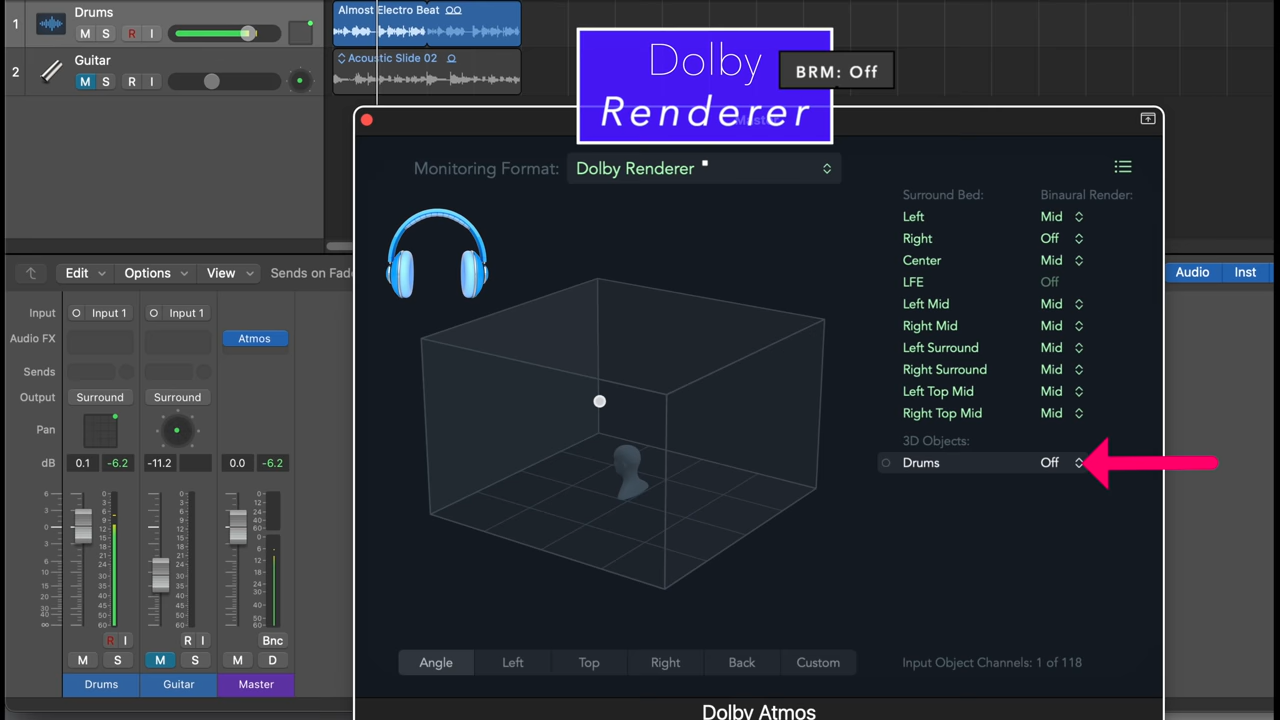 1
Drums
M S R I
Almost Electro Beat
2
Guitar
M S R I
Acoustic Slide 02
Dolby
Renderer
BRM: Off
Monitoring Format: Dolby Renderer
Surround Bed: Binaural Render:
Left Mid
Right Off
Center Mid
LFE Off
Left Mid Mid
Right Mid Mid
Left Surround Mid
Right Surround Mid
Left Top Mid Mid
Right Top Mid Mid
3D Objects:
Drums Off
Angle Left Top Right Back Custom
Input Object Channels: 1 of 118
Dolby Atmos
Edit Options View Sends on Fade
Audio Inst
Input Input 1 Input 1
Audio FX Atmos
Sends
Output Surround Surround
Pan
dB 0.1 -6.2 -11.2 0.0 -6.2
R I R I Bnc
M S M S M D
Drums Guitar Master